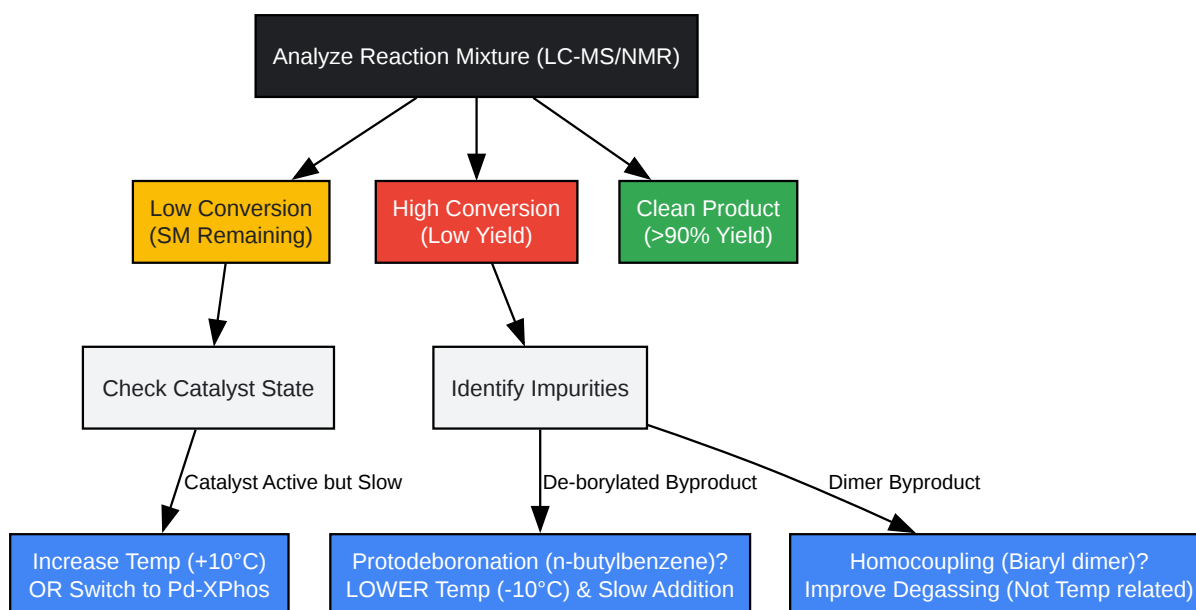 Analyze Reaction Mixture (LC-MS/NMR)
Low Conversion
(SM Remaining)
High Conversion
(Low Yield)
Clean Product
(>90% Yield)
Check Catalyst State
Identify Impurities
Catalyst Active but Slow
De-borylated Byproduct
Dimer Byproduct
Increase Temp (+10°C)
OR Switch to Pd-XPhos
Protodeboronation (n-butylbenzene)?
LOWER Temp (-10°C) & Slow Addition
Homocoupling (Biaryl dimer)?
Improve Degassing (Not Temp related)